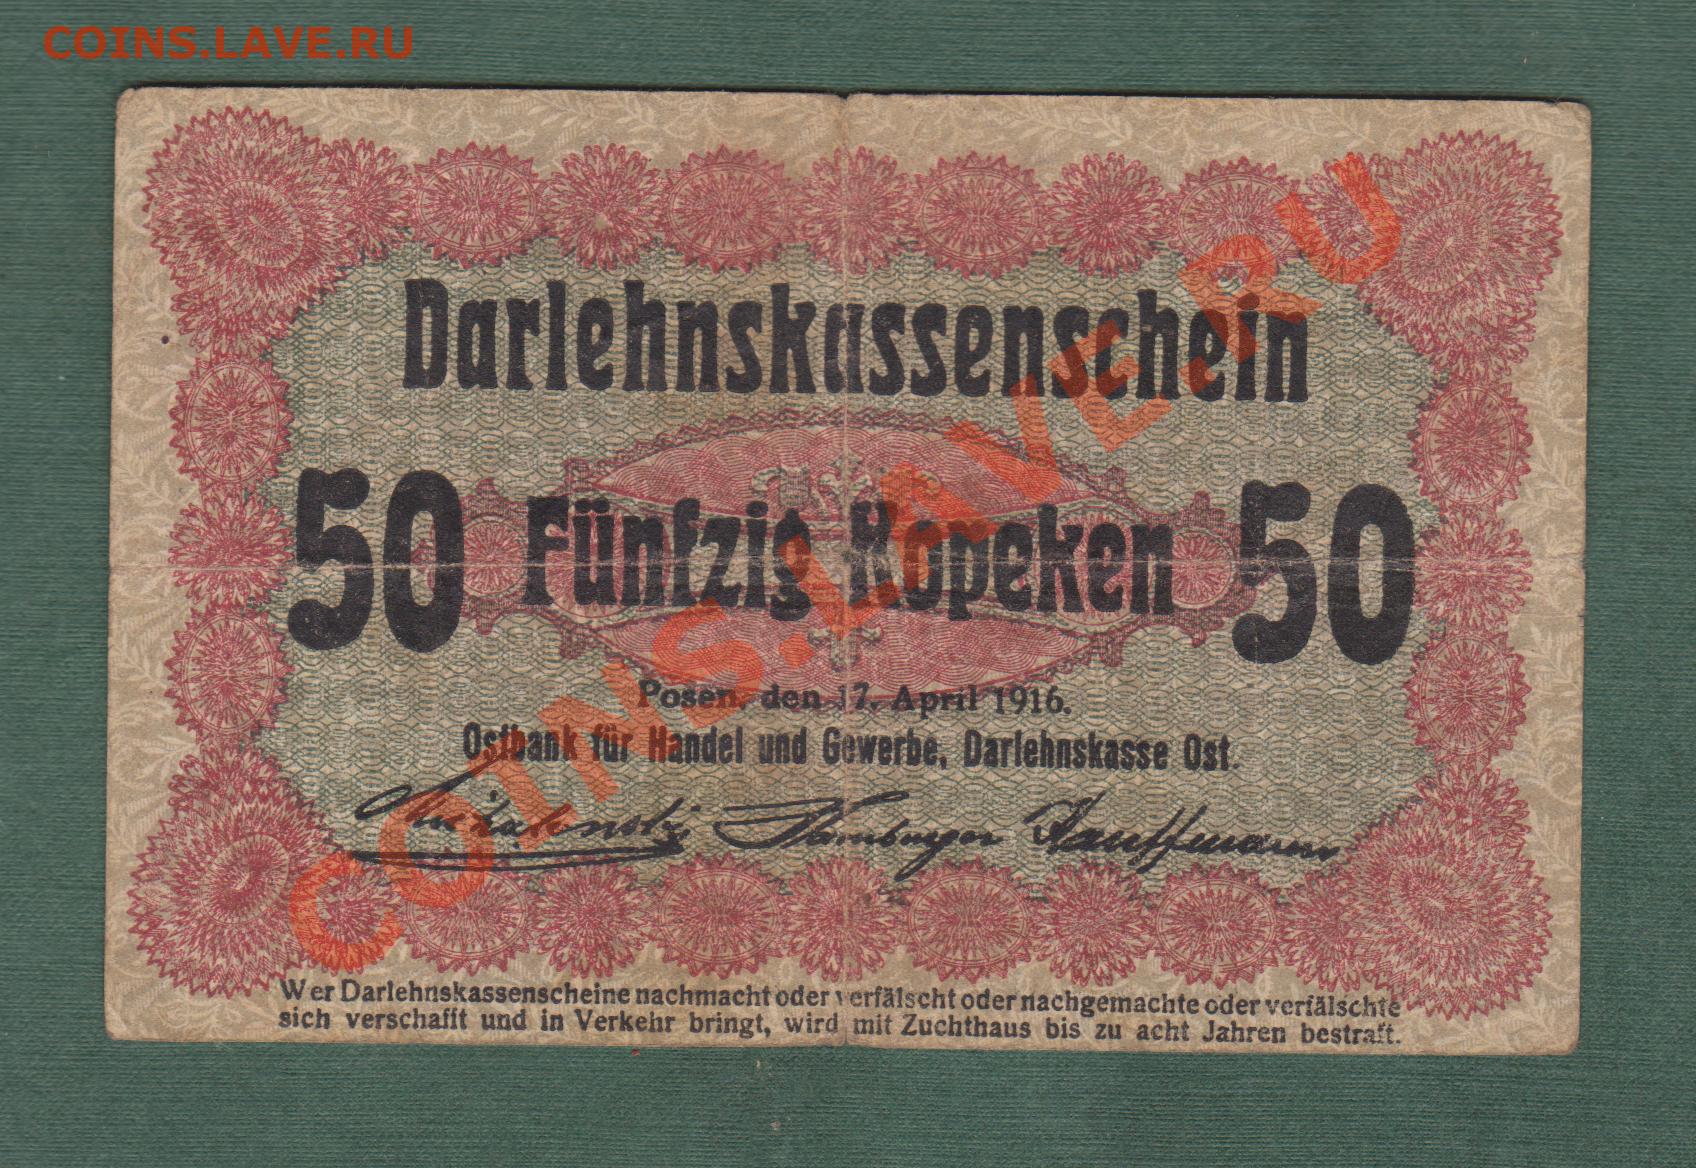 COINS.LAVE.RU
Darlehnskassenschein
50 Fünfzig Kopeken 50
Posen, den 17. April 1916.
Ostbank für Handel und Gewerbe, Darlehnskasse Ost.
Hamburger Kauffmann
Wer Darlehnskassenscheine nachmacht oder verfälscht oder nachgemachte oder verfälschte
sich verschafft und in Verkehr bringt, wird mit Zuchthaus bis zu acht Jahren bestraft.
COINS.LAVE.RU